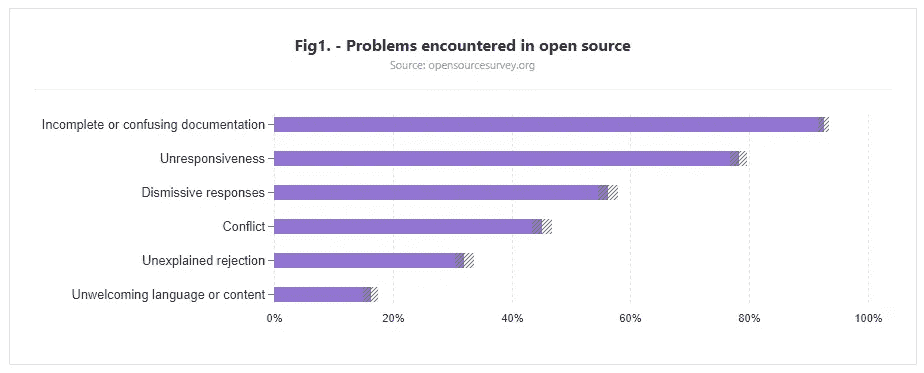 Fig1. - Problems encountered in open source
Source: opensourcesurvey.org
Incomplete or confusing documentation
Unresponsiveness
Dismissive responses
Conflict
Unexplained rejection
Unwelcoming language or content
0% 20% 40% 60% 80% 100%